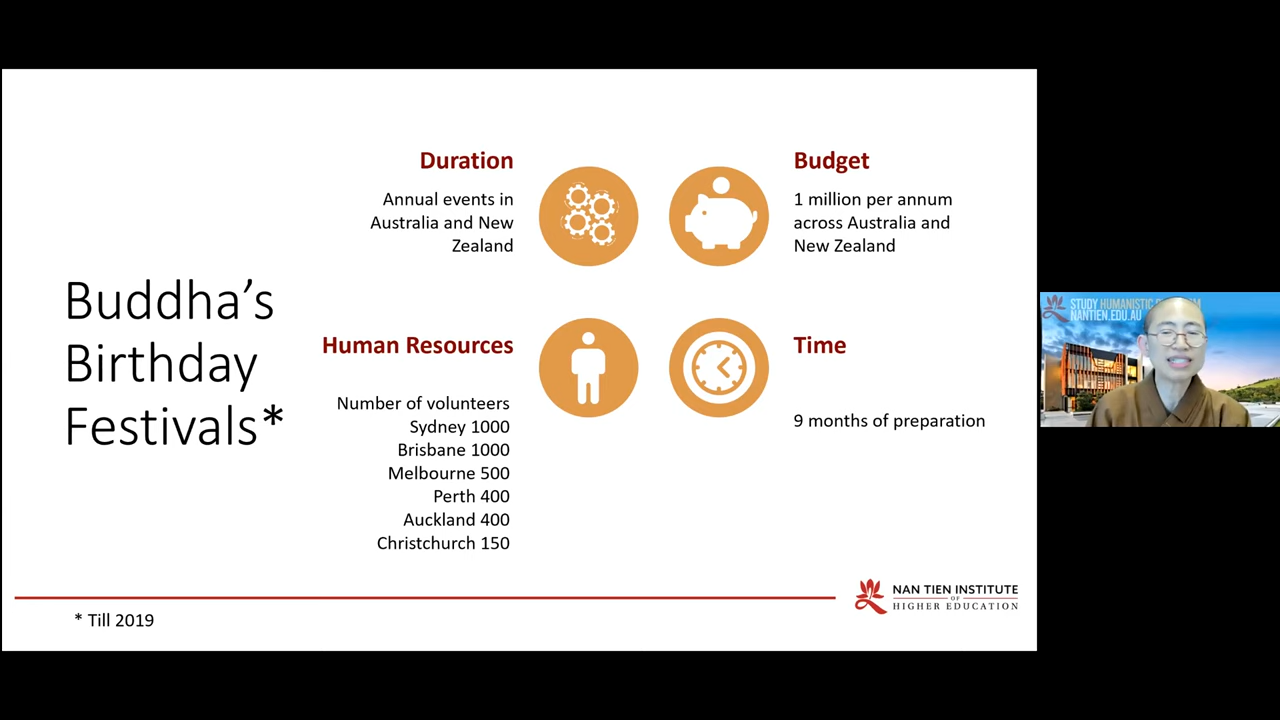 Buddha’s
Birthday
Festivals*
Duration
Annual events in
Australia and New
Zealand
Budget
1 million per annum
across Australia and
New Zealand
Human Resources
Number of volunteers
Sydney 1000
Brisbane 1000
Melbourne 500
Perth 400
Auckland 400
Christchurch 150
Time
9 months of preparation
* Till 2019
NAN TIEN INSTITUTE
OF
HIGHER EDUCATION
STUDY HUMANISTIC
NANTIEN.EDU.AU